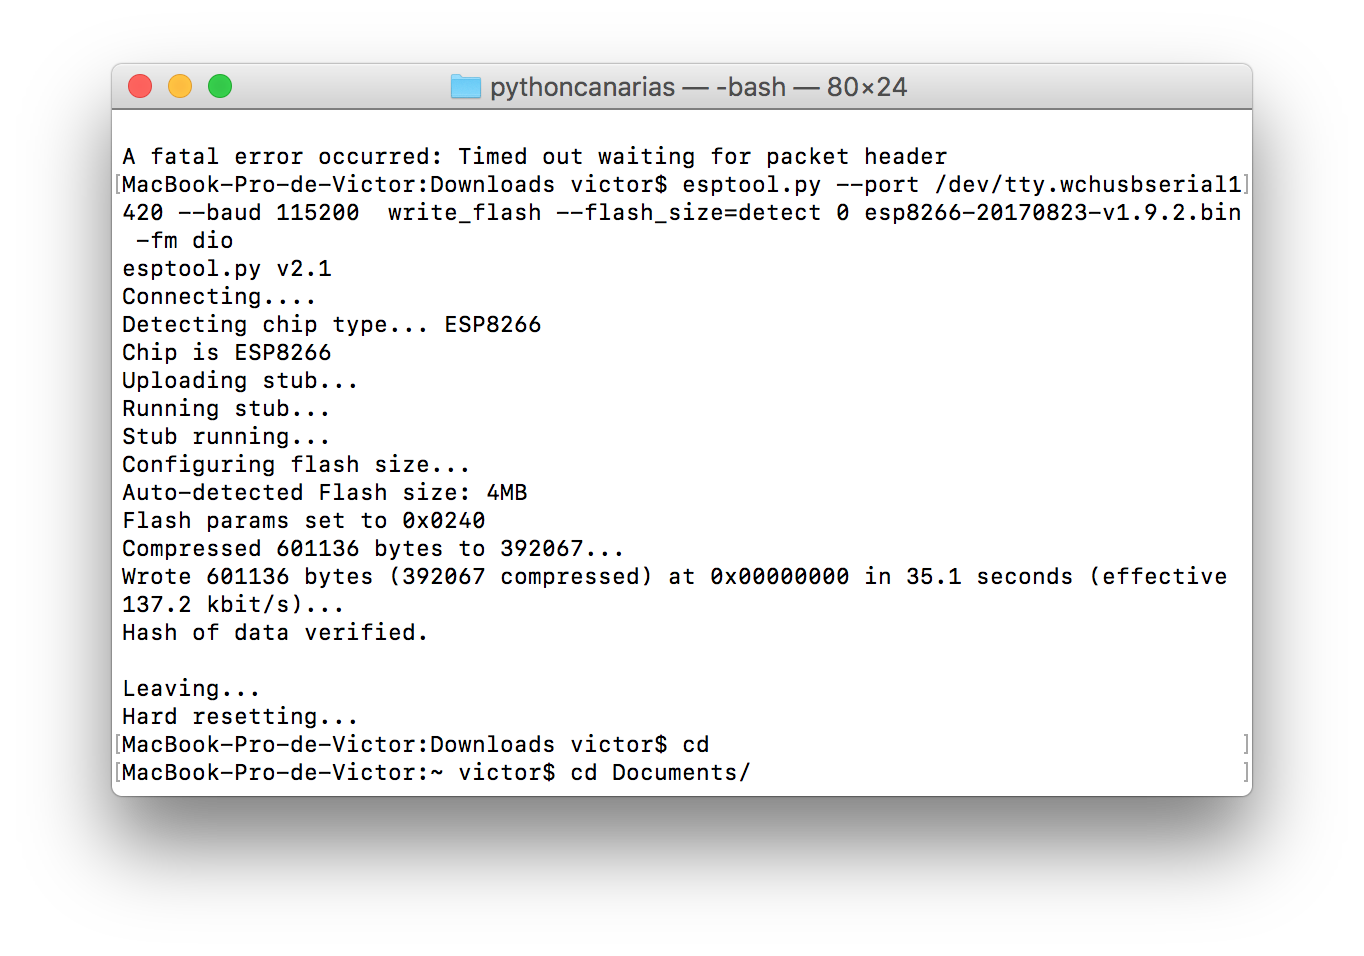 pythoncanarias — -bash — 80×24
A fatal error occurred: Timed out waiting for packet header
[MacBook-Pro-de-Victor:Downloads victor$ esptool.py --port /dev/tty.wchusbserial1]
420 --baud 115200  write_flash --flash_size=detect 0 esp8266-20170823-v1.9.2.bin
 -fm dio
esptool.py v2.1
Connecting....
Detecting chip type... ESP8266
Chip is ESP8266
Uploading stub...
Running stub...
Stub running...
Configuring flash size...
Auto-detected Flash size: 4MB
Flash params set to 0x0240
Compressed 601136 bytes to 392067...
Wrote 601136 bytes (392067 compressed) at 0x00000000 in 35.1 seconds (effective
137.2 kbit/s)...
Hash of data verified.
Leaving...
Hard resetting...
[MacBook-Pro-de-Victor:Downloads victor$ cd ]
[MacBook-Pro-de-Victor:~ victor$ cd Documents/ ]